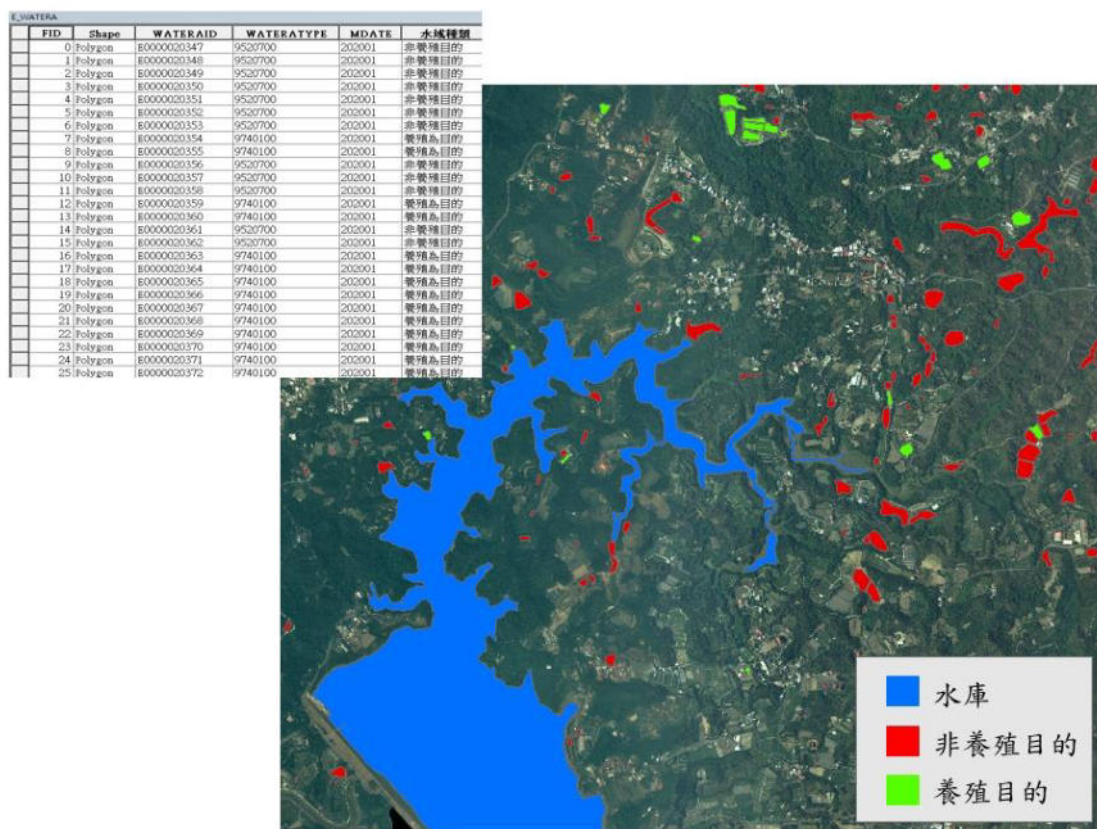 E_WATERA
FID Shape WATERAID WATERATYPE MDATE 水域種類
0 Polygon E0000020347 9520700 202001 非養殖目的
1 Polygon E0000020348 9520700 202001 非養殖目的
2 Polygon E0000020349 9520700 202001 非養殖目的
3 Polygon E0000020350 9520700 202001 非養殖目的
4 Polygon E0000020351 9520700 202001 非養殖目的
5 Polygon E0000020352 9520700 202001 非養殖目的
6 Polygon E0000020353 9520700 202001 非養殖目的
7 Polygon E0000020354 9740100 202001 養殖為目的
8 Polygon E0000020355 9740100 202001 養殖為目的
9 Polygon E0000020356 9520700 202001 非養殖目的
10 Polygon E0000020357 9520700 202001 非養殖目的
11 Polygon E0000020358 9520700 202001 非養殖目的
12 Polygon E0000020359 9740100 202001 養殖為目的
13 Polygon E0000020360 9740100 202001 養殖為目的
14 Polygon E0000020361 9520700 202001 非養殖目的
15 Polygon E0000020362 9520700 202001 非養殖目的
16 Polygon E0000020363 9740100 202001 養殖為目的
17 Polygon E0000020364 9740100 202001 養殖為目的
18 Polygon E0000020365 9740100 202001 養殖為目的
19 Polygon E0000020366 9740100 202001 養殖為目的
20 Polygon E0000020367 9740100 202001 養殖為目的
21 Polygon E0000020368 9740100 202001 養殖為目的
22 Polygon E0000020369 9740100 202001 養殖為目的
23 Polygon E0000020370 9740100 202001 養殖為目的
24 Polygon E0000020371 9740100 202001 養殖為目的
25 Polygon E0000020372 9740100 202001 養殖為目的
水庫
非養殖目的
養殖目的